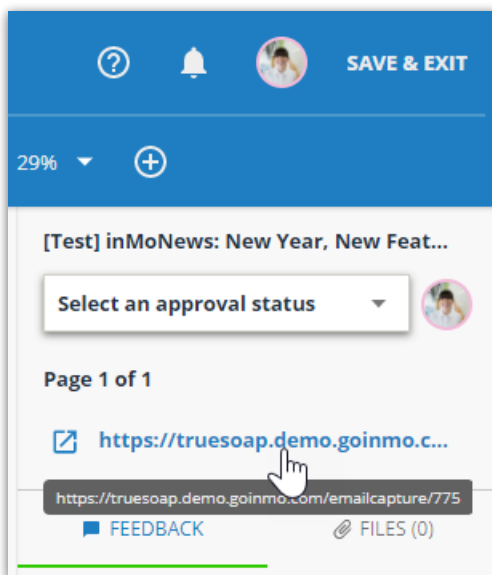 SAVE & EXIT
29%
[Test] inMoNews: New Year, New Feat...
Select an approval status
Page 1 of 1
https://truesoap.demo.goinmo.c...
https://truesoap.demo.goinmo.com/emailcapture/775
FEEDBACK
FILES (0)